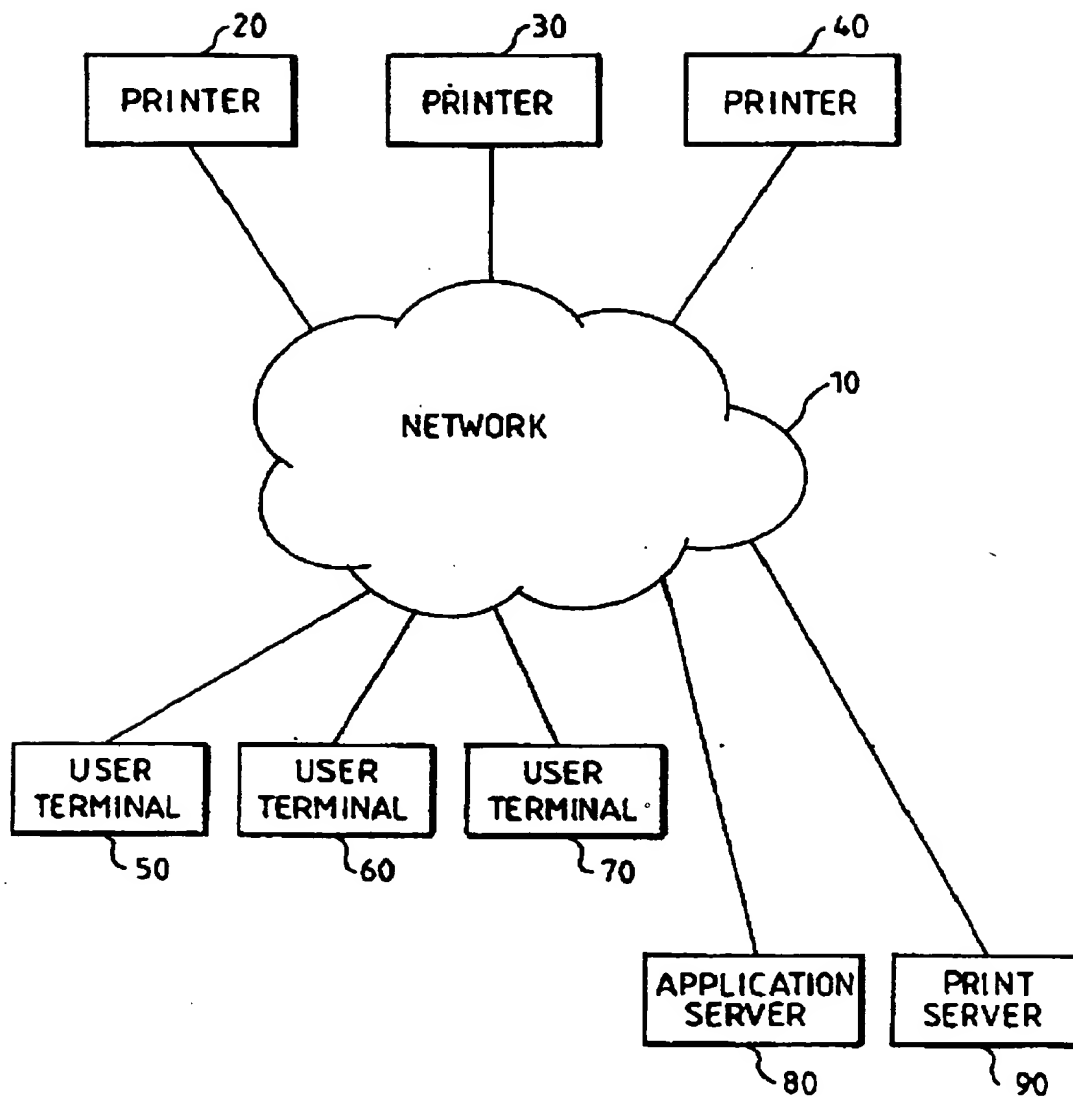 20
30
40
PRINTER
PRINTER
PRINTER
10
NETWORK
USER
TERMINAL
USER
TERMINAL
USER
TERMINAL
50
60
70
APPLICATION
SERVER
PRINT
SERVER
80
90